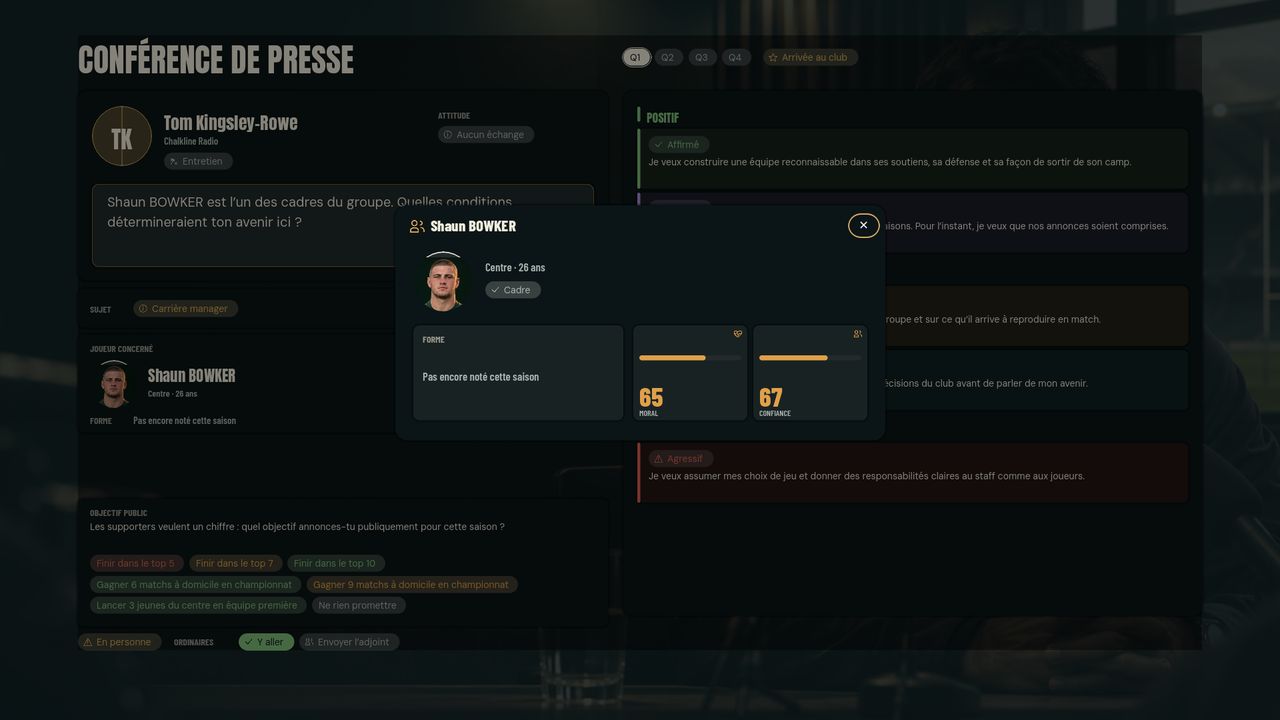 CONFÉRENCE DE PRESSE
Q1
Q2
Q3
Q4
Arrivée au club
TK
Tom Kingsley-Rowe
Chalkline Radio
Entretien
ATTITUDE
Aucun échange
Shaun BOWKER est l'un des cadres du groupe. Quelles conditions
détermineraient ton avenir ici ?
SUJET
Carrière manager
JOUEUR CONCERNÉ
Shaun BOWKER
Centre · 26 ans
FORME
Pas encore noté cette saison
OBJECTIF PUBLIC
Les supporters veulent un chiffre : quel objectif annonces-tu publiquement pour cette saison ?
Finir dans le top 5
Finir dans le top 7
Finir dans le top 10
Gagner 6 matchs à domicile en championnat
Gagner 9 matchs à domicile en championnat
Lancer 3 jeunes du centre en équipe première
Ne rien promettre
En personne
ORDINAIRES
Y aller
Envoyer l'adjoint
Shaun BOWKER
Centre · 26 ans
Cadre
FORME
Pas encore noté cette saison
65
MORAL
67
CONFIANCE
POSITIF
Affirmé
Je veux construire une équipe reconnaissable dans ses soutiens, sa défense et sa façon de sortir de son camp.
Pour l'instant, je veux que nos annonces soient comprises.
et sur ce qu'il arrive à reproduire en match.
du club avant de parler de mon avenir.
Agressif
Je veux assumer mes choix de jeu et donner des responsabilités claires au staff comme aux joueurs.